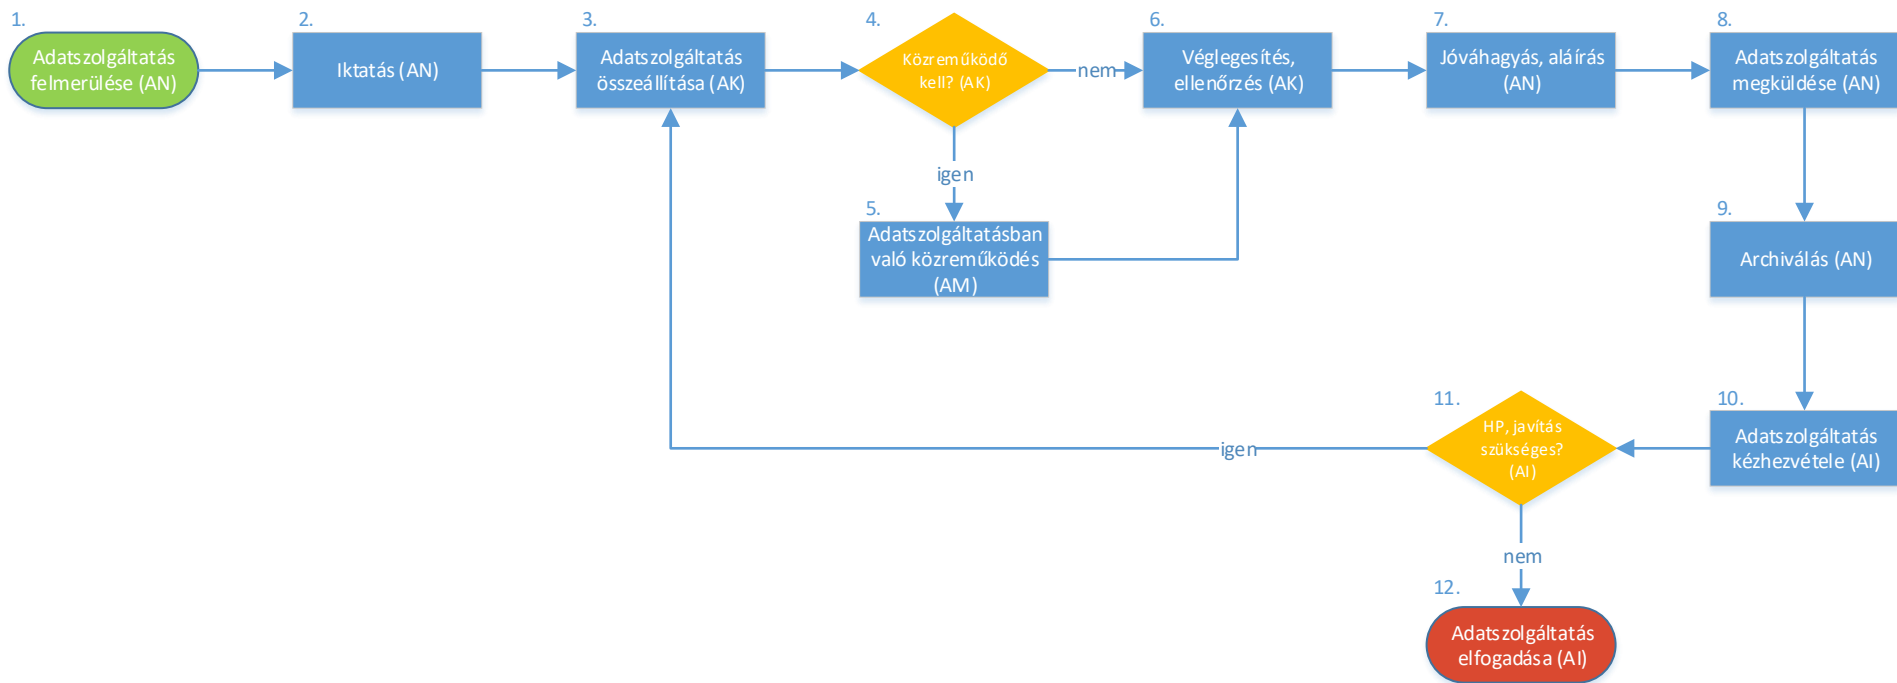 1.
Adatszolgáltatás
felmerülése (AN)
2.
Iktatás (AN)
3.
Adatszolgáltatás
összeállítása (AK)
4.
Közreműködő
kell? (AK)
nem
igen
5.
Adatszolgáltatásban
való közreműködés
(AM)
6.
Véglegesítés,
ellenőrzés (AK)
7.
Jóváhagyás, aláírás
(AN)
8.
Adatszolgáltatás
megküldése (AN)
9.
Archiválás (AN)
10.
Adatszolgáltatás
kézhezvétele (AI)
11.
HP, javítás
szükséges?
(AI)
igen
nem
12.
Adatszolgáltatás
elfogadása (AI)